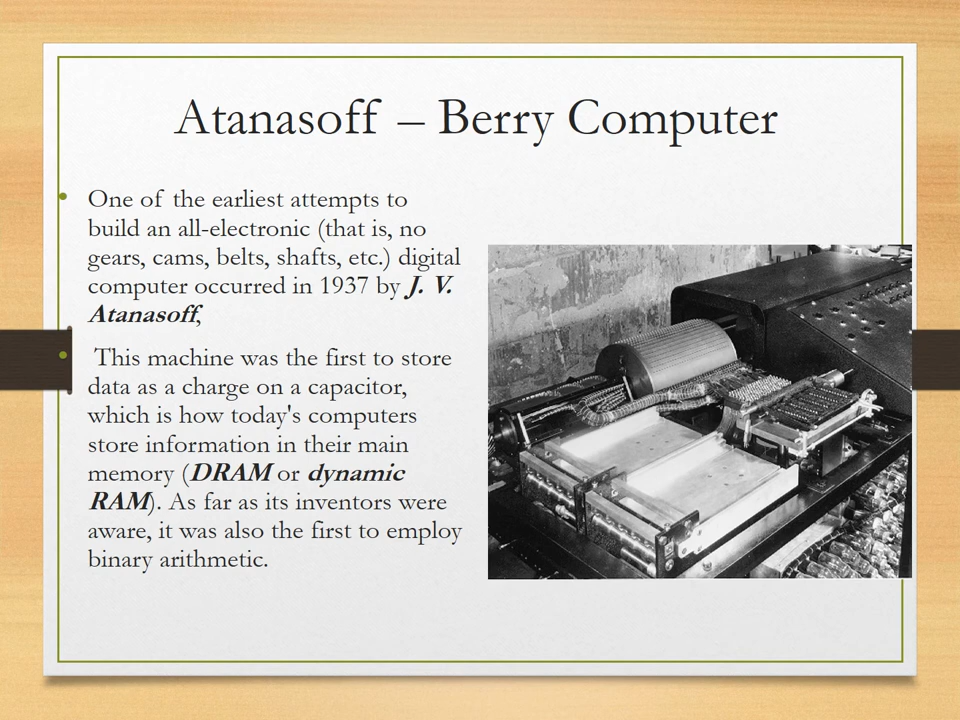 Atanasoff – Berry Computer
• One of the earliest attempts to
build an all-electronic (that is, no
gears, cams, belts, shafts, etc.) digital
computer occurred in 1937 by J. V.
Atanasoff,
• This machine was the first to store
data as a charge on a capacitor,
which is how today's computers
store information in their main
memory (DRAM or dynamic
RAM). As far as its inventors were
aware, it was also the first to employ
binary arithmetic.